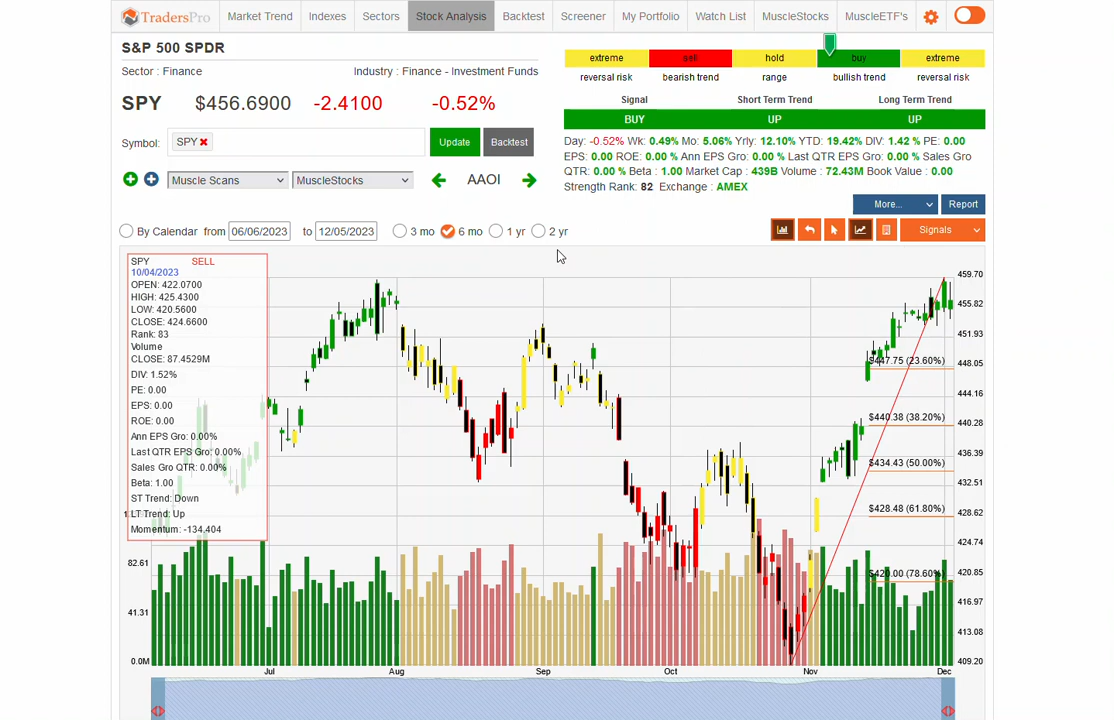 TradersPro
Market Trend Indexes Sectors Stock Analysis Backtest Screener My Portfolio Watch List MuscleStocks MuscleETF's
S&P 500 SPDR
Sector : Finance Industry : Finance - Investment Funds
extreme sell hold buy extreme
reversal risk bearish trend range bullish trend reversal risk
SPY $456.6900 -2.4100 -0.52%
Signal Short Term Trend Long Term Trend
BUY UP UP
Symbol: SPY Update Backtest
Day: -0.52% Wk: 0.49% Mo: 5.06% Yrly: 12.10% YTD: 19.42% DIV: 1.42 % PE: 0.00
EPS: 0.00 ROE: 0.00 % Ann EPS Gro: 0.00 % Last QTR EPS Gro: 0.00 % Sales Gro
QTR: 0.00 % Beta : 1.00 Market Cap : 439B Volume : 72.43M Book Value : 0.00
Strength Rank: 82 Exchange : AMEX
Muscle Scans MuscleStocks AAOI
More... Report
By Calendar from 06/06/2023 to 12/05/2023 3 mo 6 mo 1 yr 2 yr
Signals
SPY SELL
10/04/2023
OPEN: 422.0700
HIGH: 425.4300
LOW: 420.5600
CLOSE: 424.6600
Rank: 83
Volume
CLOSE: 87.4529M
DIV: 1.52%
PE: 0.00
EPS: 0.00
ROE: 0.00
Ann EPS Gro: 0.00%
Last QTR EPS Gro: 0.00%
Sales Gro QTR: 0.00%
Beta: 1.00
ST Trend: Down
LT Trend: Up
Momentum: -134.404
82.61
41.31
0.0M
$447.75 (23.60%)
$440.38 (38.20%)
$434.43 (50.00%)
$428.48 (61.80%)
(78.60%)
459.70
455.82
451.93
448.05
444.16
440.28
436.39
432.51
428.62
424.74
420.85
416.97
413.08
409.20
Jul Aug Sep Oct Nov Dec